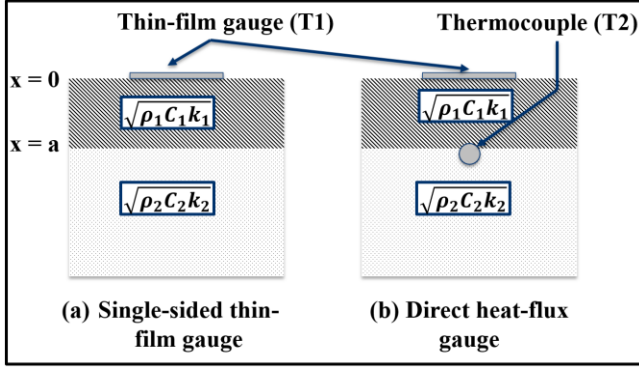 Thin-film gauge (T1)
Thermocouple (T2)
x = 0
√ρ₁C₁k₁
√ρ₁C₁k₁
x = a
√ρ₂C₂k₂
√ρ₂C₂k₂
(a) Single-sided thin-
film gauge
(b) Direct heat-flux
gauge